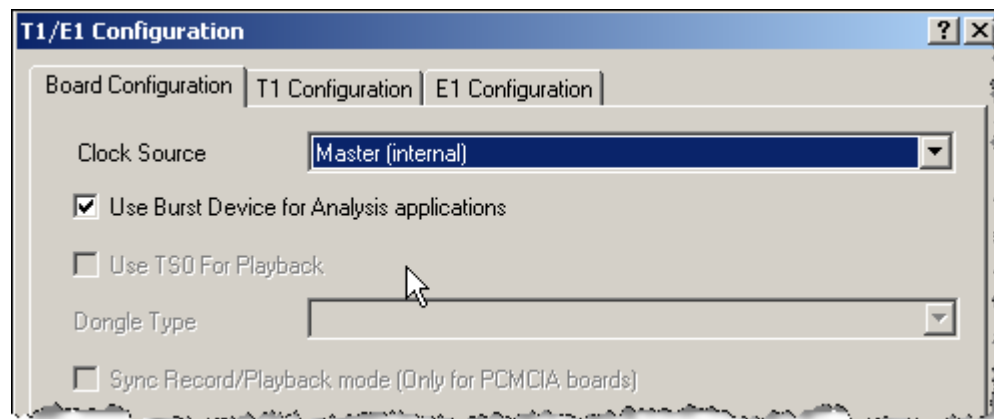 T1/E1 Configuration
Board Configuration T1 Configuration E1 Configuration
Clock Source Master (internal)
Use Burst Device for Analysis applications
Use TS0 For Playback
Dongle Type
Sync Record/Playback mode (Only for PCMCIA boards)